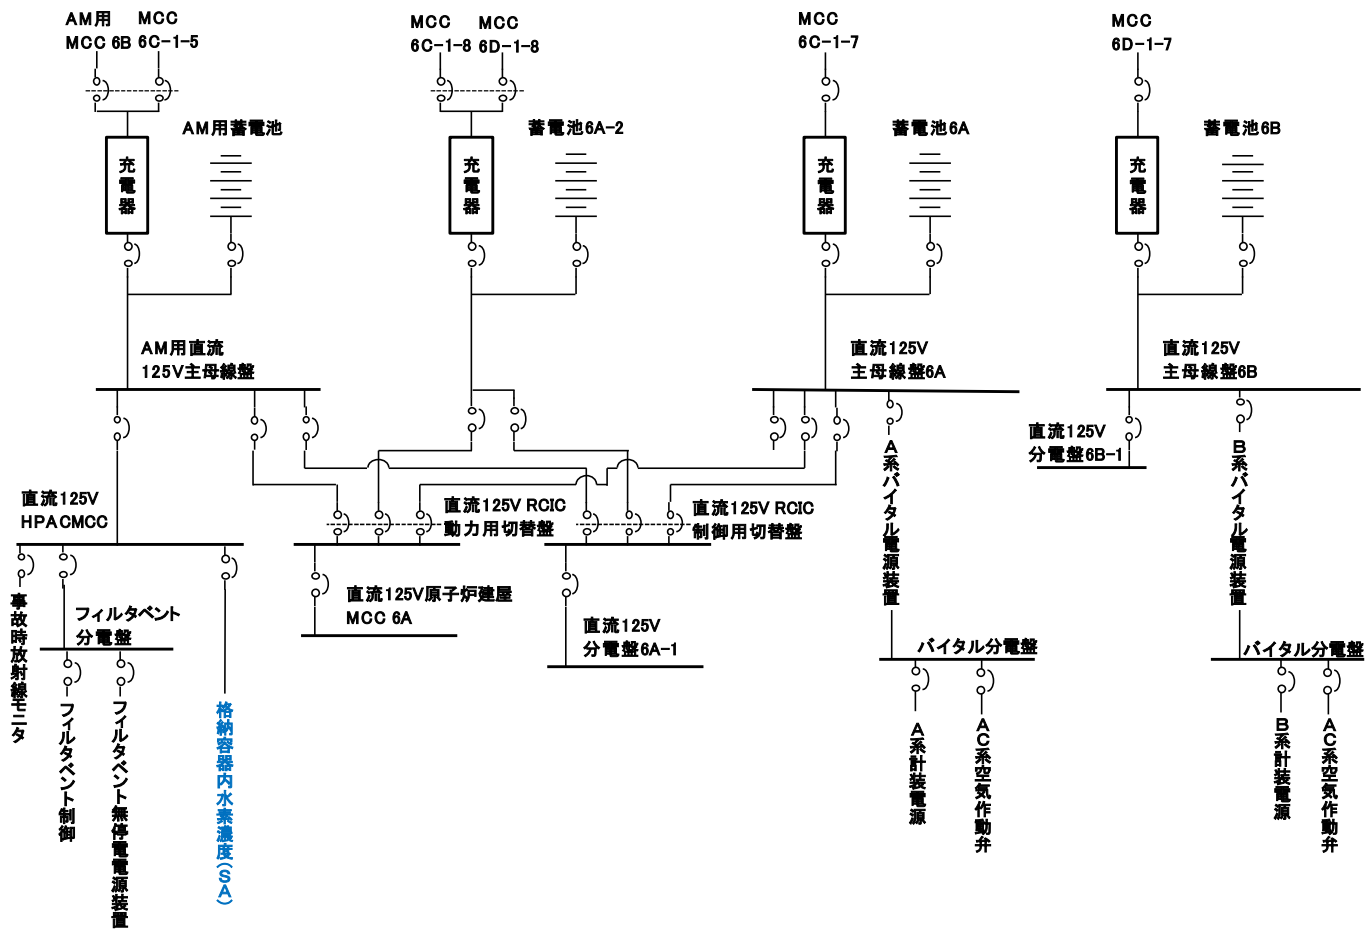 AM用
MCC 6B
MCC
6C-1-5
MCC
6C-1-8
MCC
6D-1-8
MCC
6C-1-7
MCC
6D-1-7
充電器
AM用蓄電池
充電器
蓄電池6A-2
充電器
蓄電池6A
充電器
蓄電池6B
AM用直流
125V主母線盤
直流125V
主母線盤6A
直流125V
主母線盤6B
直流125V
分電盤6B-1
A系バイタル電源装置
B系バイタル電源装置
直流125V
HPACMCC
直流125V RCIC
動力用切替盤
直流125V RCIC
制御用切替盤
直流125V原子炉建屋
MCC 6A
直流125V
分電盤6A-1
フィルタベント
分電盤
バイタル分電盤
バイタル分電盤
事故時放射線モニタ
フィルタベント制御
フィルタベント無停電電源装置
格納容器内水素濃度(SA)
A系計装電源
AC系空気作動弁
B系計装電源
AC系空気作動弁